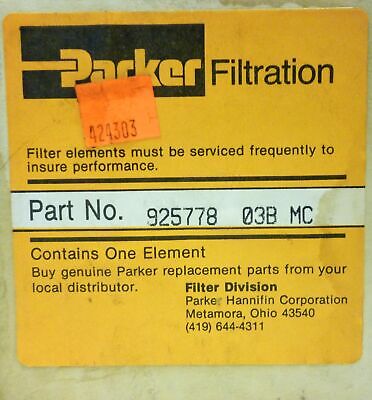 Parker Filtration
424303
Filter elements must be serviced frequently to
insure performance.
Part No. 925778 03B MC
Contains One Element
Buy genuine Parker replacement parts from your
local distributor.
Filter Division
Parker Hannifin Corporation
Metamora, Ohio 43540
(419) 644-4311